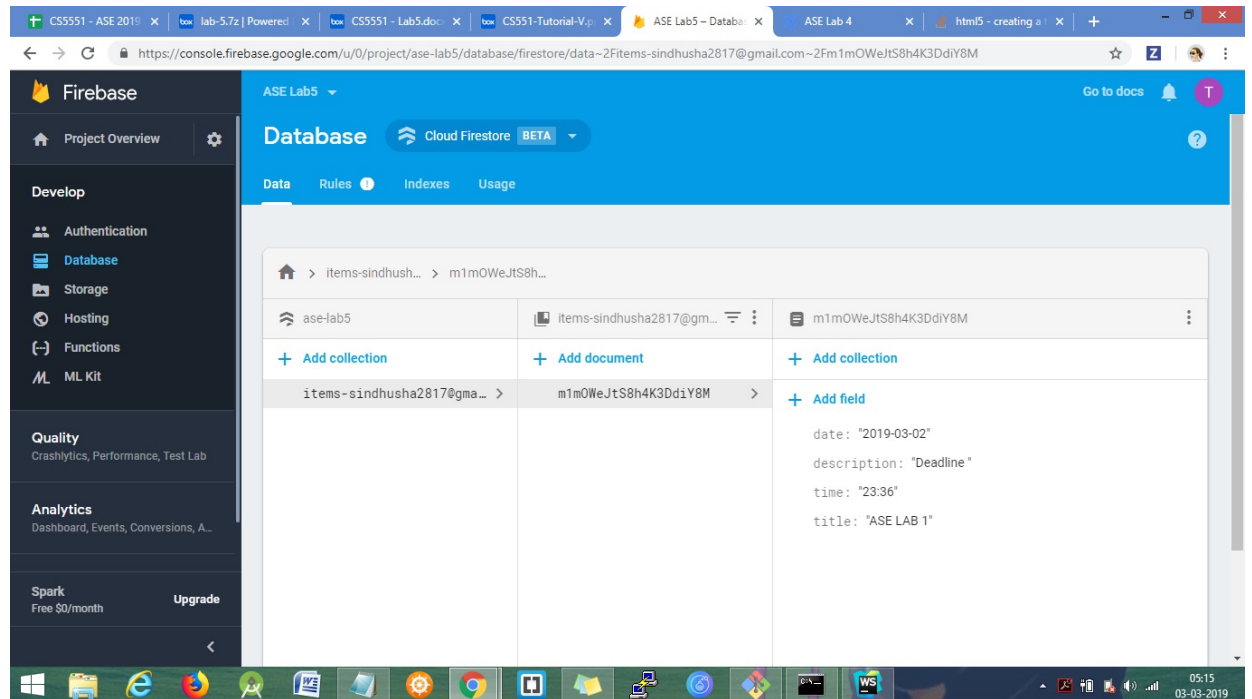 CS5551 - ASE 2019
lab-5.7z | Powered
CS5551 - Lab5.doc
CS551-Tutorial-V.p
ASE Lab5 – Databa
ASE Lab 4
html5 - creating a
https://console.firebase.google.com/u/0/project/ase-lab5/database/firestore/data~2Fitems-sindhusha2817@gmail.com~2Fm1mOWeJtS8h4K3DdiY8M
Z
Firebase
ASE Lab5
Go to docs
T
Project Overview
Database
Cloud Firestore BETA
?
Develop
Data Rules ! Indexes Usage
Authentication
Database
Storage
Hosting
Functions
ML Kit
items-sindhush... > m1mOWeJtS8h...
ase-lab5
items-sindhusha2817@gm...
m1mOWeJtS8h4K3DdiY8M
+ Add collection
+ Add document
+ Add collection
items-sindhusha2817@gma… >
m1mOWeJtS8h4K3DdiY8M >
+ Add field
date: "2019-03-02"
description: "Deadline "
time: "23:36"
title: "ASE LAB 1"
Quality
Crashlytics, Performance, Test Lab
Analytics
Dashboard, Events, Conversions, A...
Spark
Free $0/month
Upgrade
WS
05:15
03-03-2019